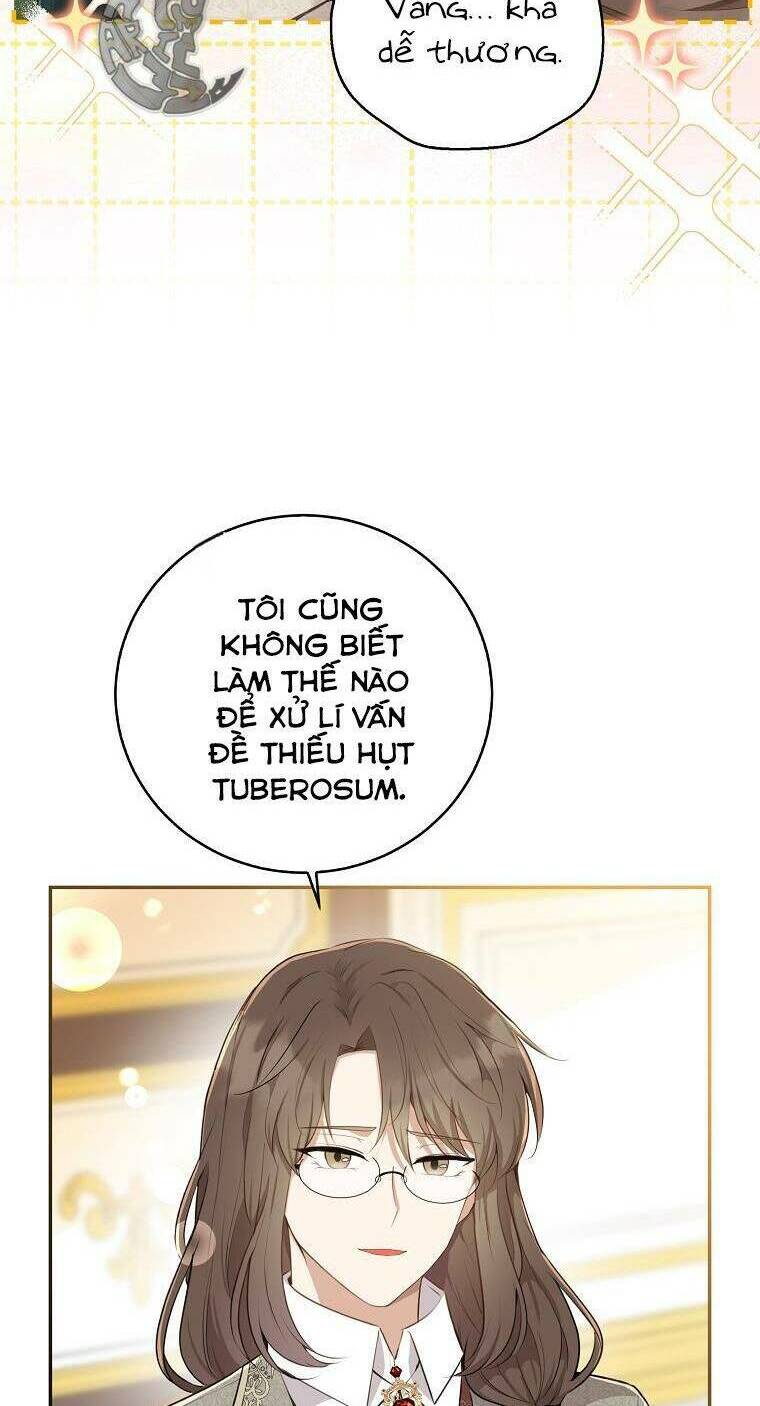 Vâng... khá
dễ thương.
TÔI CŨNG
KHÔNG BIẾT
LÀM THẾ NÀO
ĐỂ XỬ LÍ VẤN
ĐỀ THIẾU HỤT
TUBEROSUM.